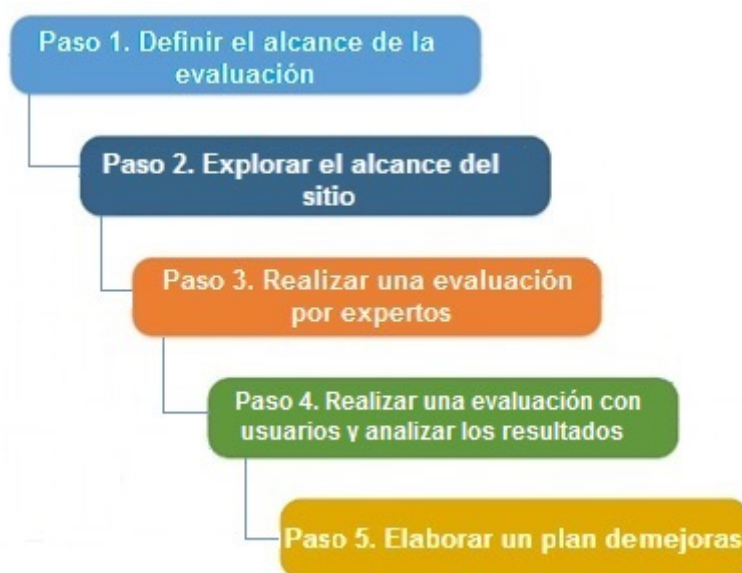 Paso 1. Definir el alcance de la
evaluación
Paso 2. Explorar el alcance del
sitio
Paso 3. Realizar una evaluación
por expertos
Paso 4. Realizar una evaluación con
usuarios y analizar los resultados
Paso 5. Elaborar un plan demejoras